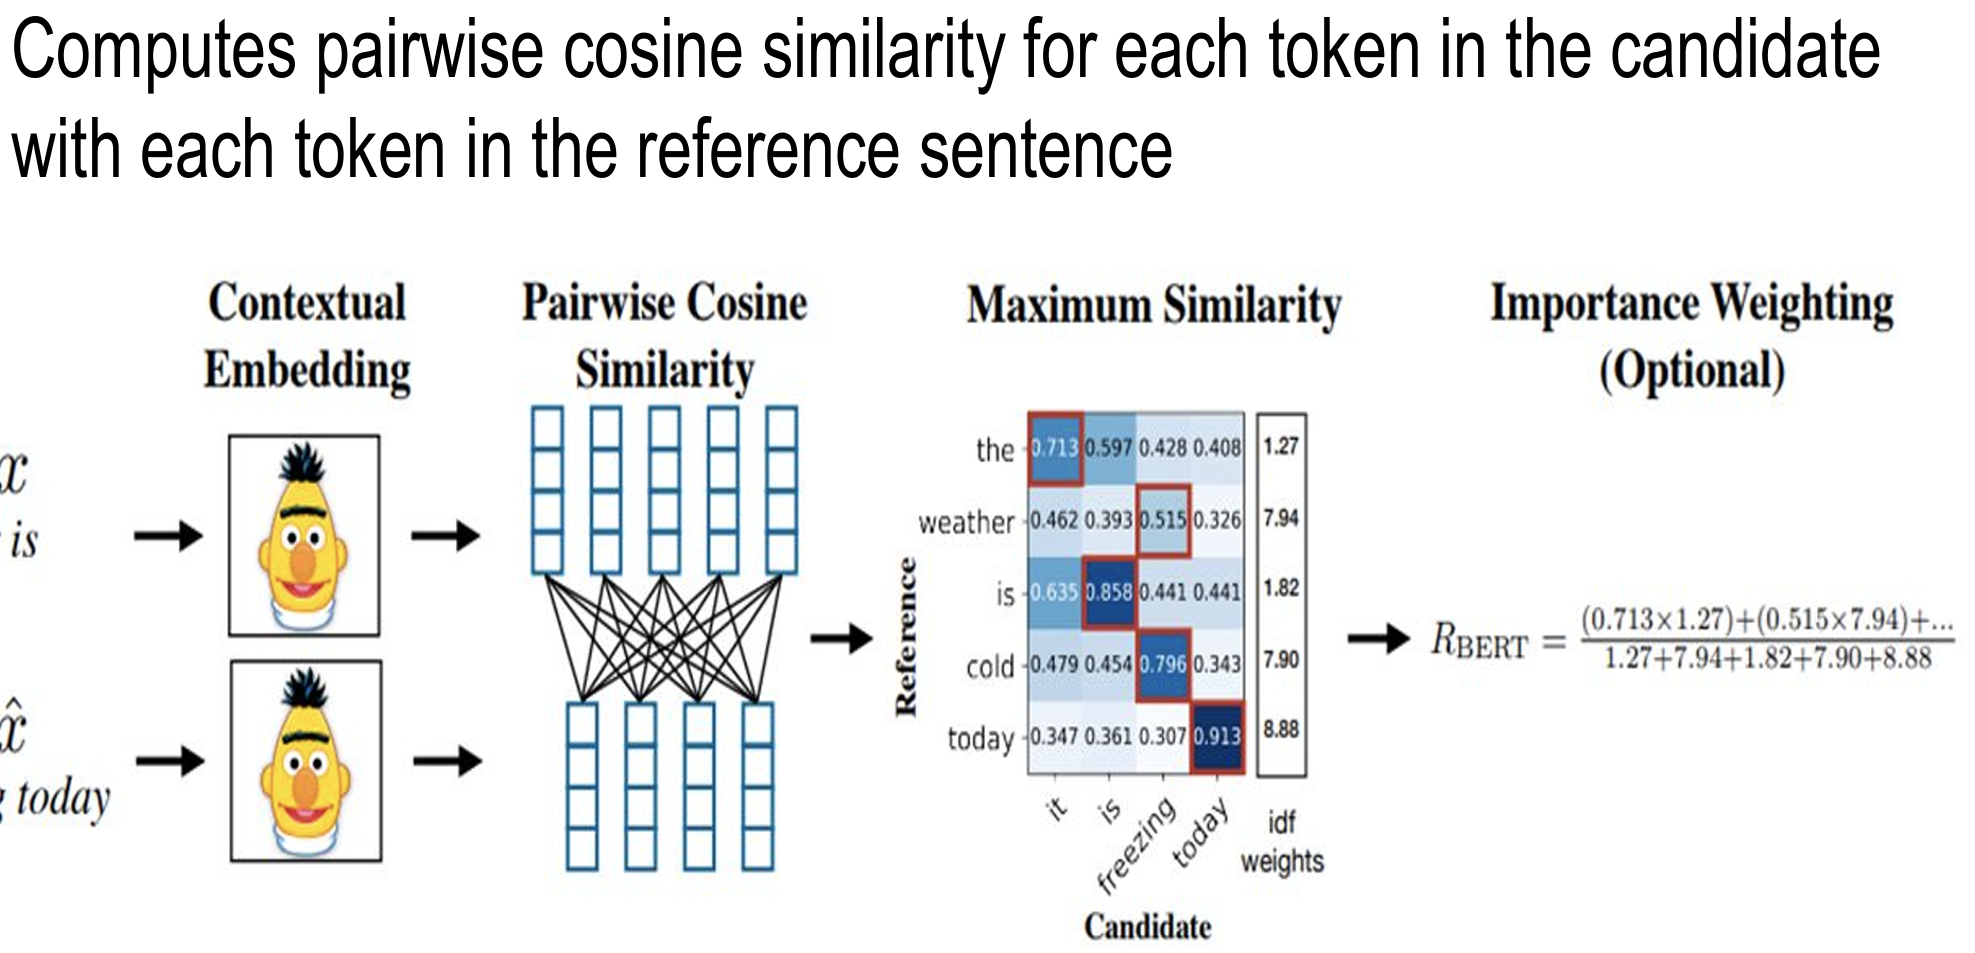 Computes pairwise cosine similarity for each token in the candidate
with each token in the reference sentence
Contextual
Embedding
Pairwise Cosine
Similarity
Maximum Similarity
Importance Weighting
(Optional)
x
is
x̂
today
Reference
the 0.713 0.597 0.428 0.408 1.27
weather 0.462 0.393 0.515 0.326 7.94
is 0.635 0.858 0.441 0.441 1.82
cold 0.479 0.454 0.796 0.343 7.90
today 0.347 0.361 0.307 0.913 8.88
it is freezing today
idf
weights
Candidate
R_BERT = (0.713×1.27)+(0.515×7.94)+...
1.27+7.94+1.82+7.90+8.88